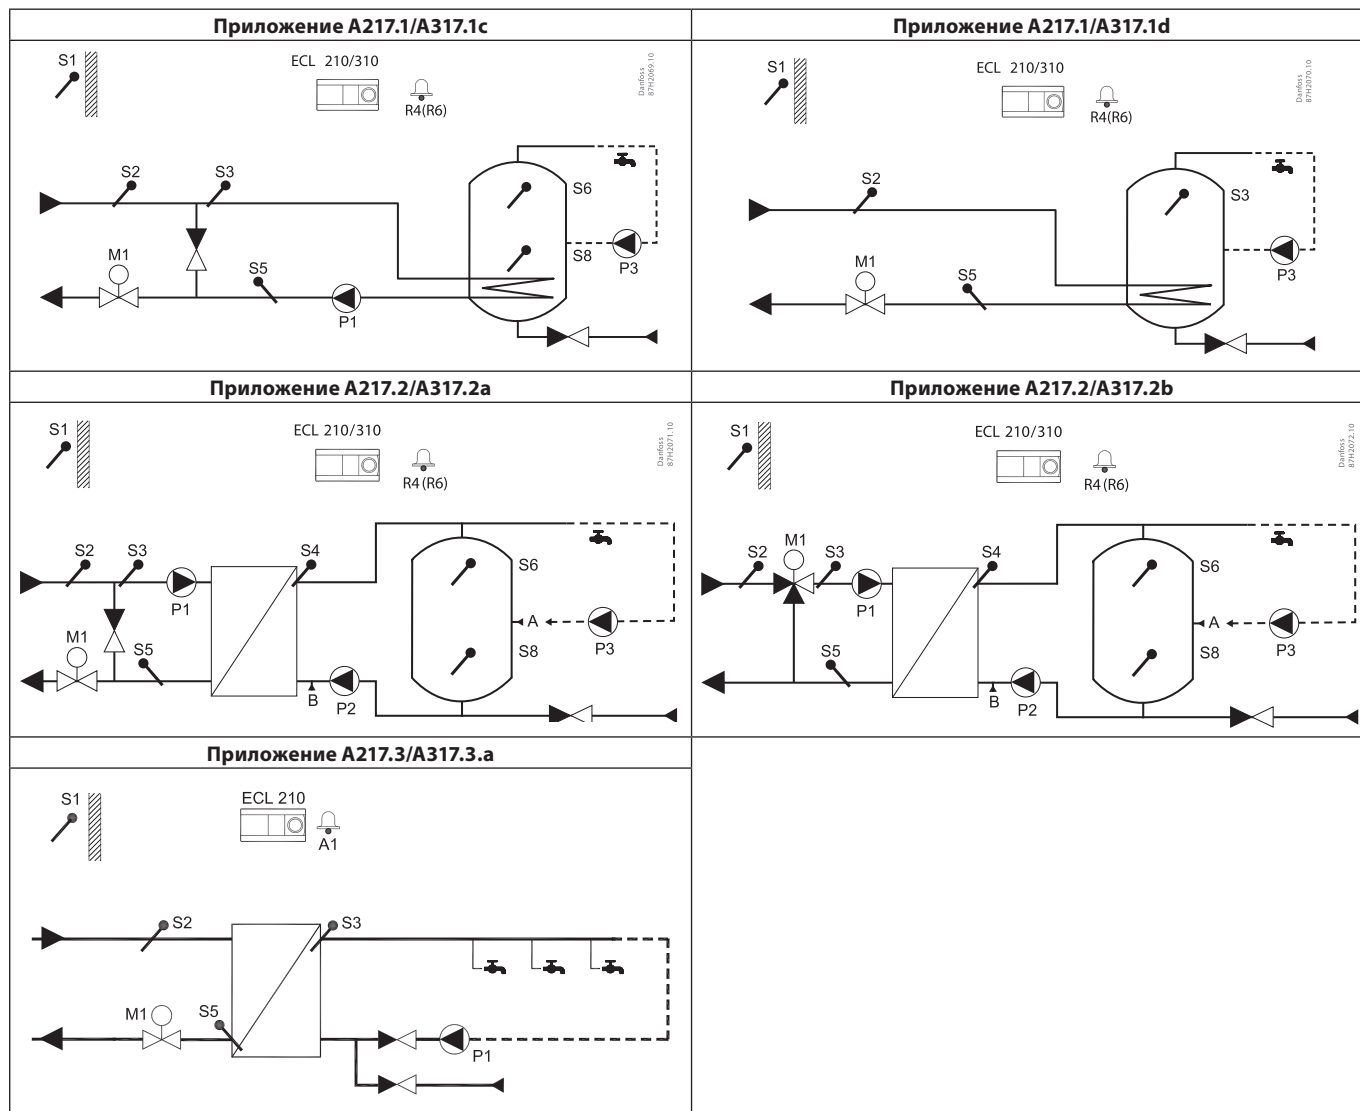 Приложение A217.1/A317.1c
S1
ECL 210/310
R4(R6)
Danfoss
87H2069.10
S2
S3
S6
S8
P3
M1
S5
P1
Приложение A217.1/A317.1d
S1
ECL 210/310
R4(R6)
Danfoss
87H2070.10
S2
S3
M1
S5
P3
Приложение A217.2/A317.2a
S1
ECL 210/310
R4 (R6)
Danfoss
87H2071.10
S2
S3
S4
S6
P1
A
P3
M1
S5
S8
B
P2
Приложение A217.2/A317.2b
S1
ECL 210/310
R4 (R6)
Danfoss
87H2072.10
M1
S2
S3
S4
S6
P1
A
P3
S5
S8
B
P2
Приложение A217.3/A317.3.a
S1
ECL 210
A1
S2
S3
M1
S5
P1